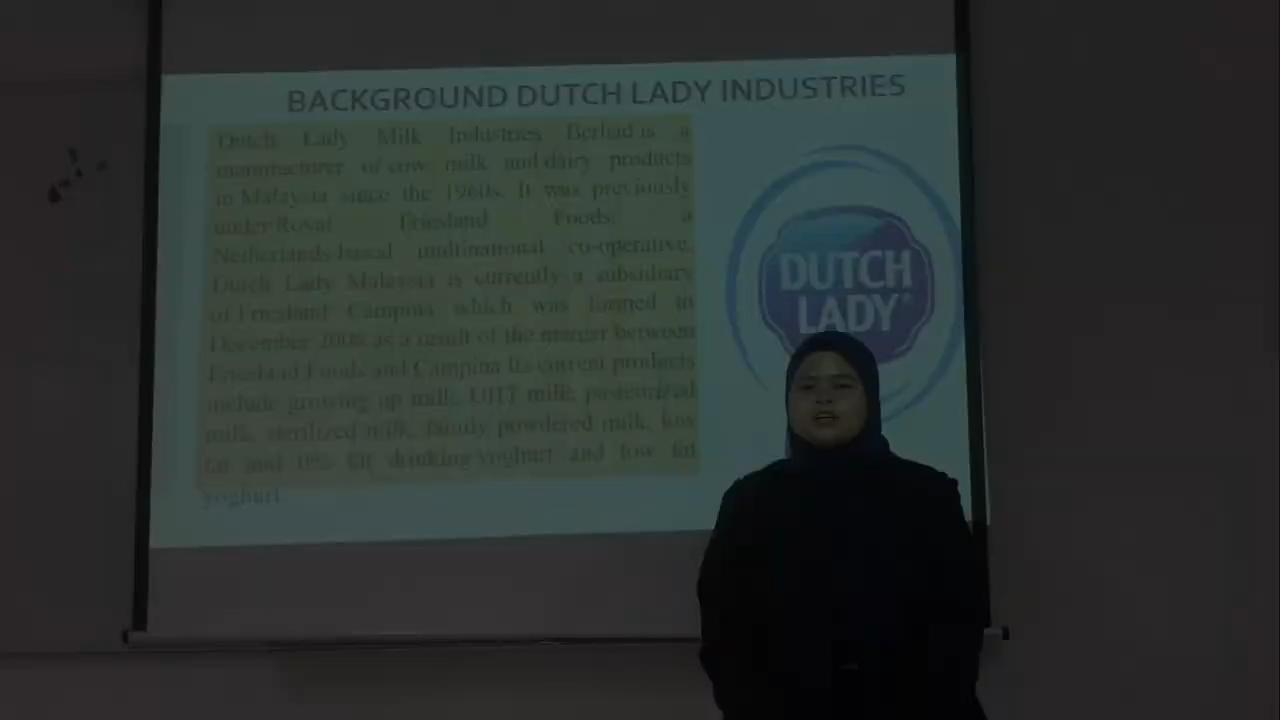 BACKGROUND DUTCH LADY INDUSTRIES
Dutch Lady Milk Industries Berhad is a
manufacturer of cow milk and dairy products
in Malaysia since the 1960s. It was previously
under Royal Friesland Foods, a
Netherlands-based multinational co-operative.
Dutch Lady Malaysia is currently a subsidiary
of Friesland Campina which was formed in
December 2008 as a result of the merger between
Friesland Foods and Campina Its current products
include growing up milk, UHT milk, pasteurized
milk, sterilized milk, family powdered milk, low
fat and 0% fat drinking yoghurt and low fat
yoghurt.
DUTCH
LADY®